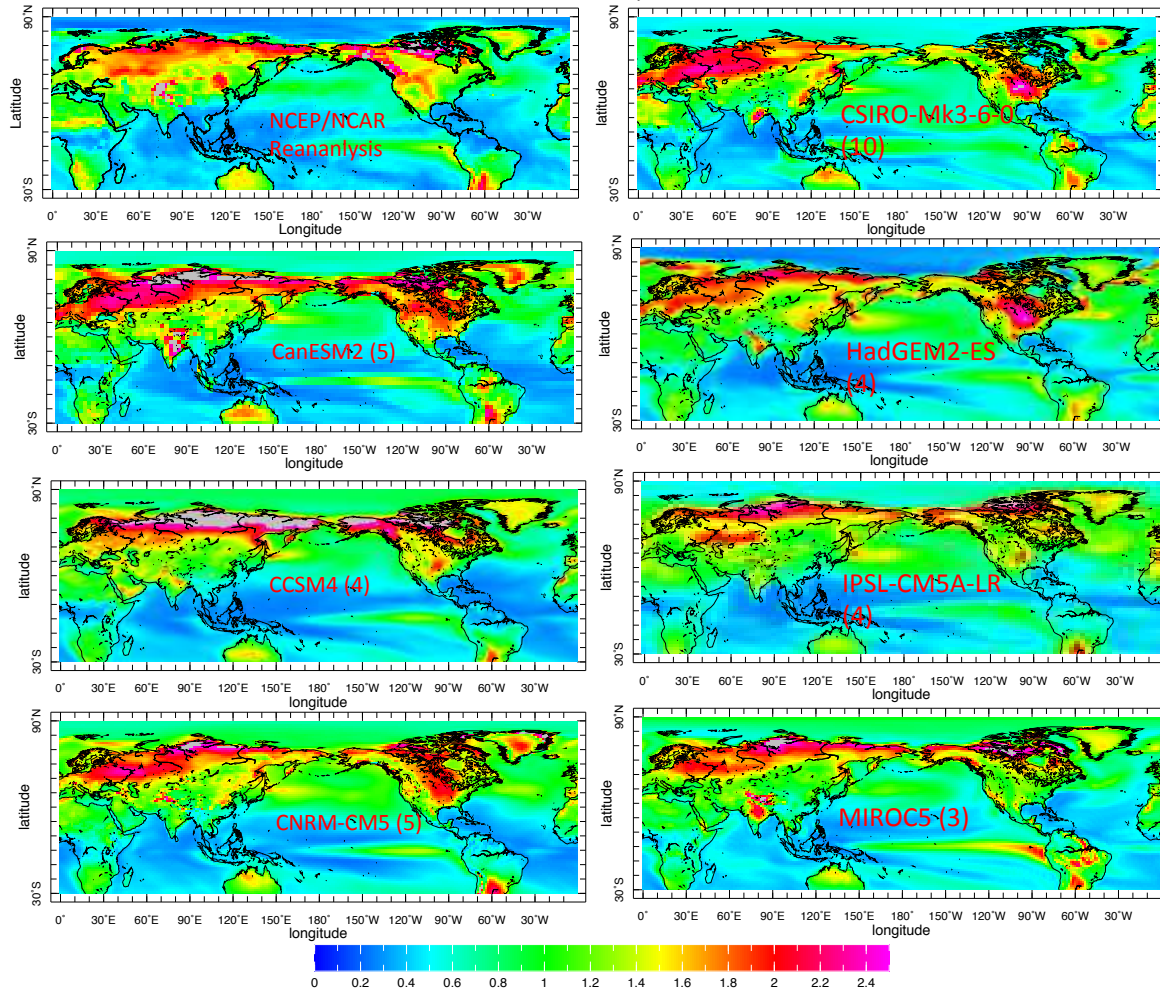 90˚N
Latitude
30˚S
NCEP/NCAR
Reananlysis
0˚ 30˚E 60˚E 90˚E 120˚E 150˚E 180˚ 150˚W 120˚W 90˚W 60˚W 30˚W
Longitude
90˚N
latitude
30˚S
CSIRO-Mk3-6-0
(10)
0˚ 30˚E 60˚E 90˚E 120˚E 150˚E 180˚ 150˚W 120˚W 90˚W 60˚W 30˚W
longitude
90˚N
latitude
30˚S
CanESM2 (5)
0˚ 30˚E 60˚E 90˚E 120˚E 150˚E 180˚ 150˚W 120˚W 90˚W 60˚W 30˚W
longitude
90˚N
latitude
30˚S
HadGEM2-ES
(4)
0˚ 30˚E 60˚E 90˚E 120˚E 150˚E 180˚ 150˚W 120˚W 90˚W 60˚W 30˚W
longitude
90˚N
latitude
30˚S
CCSM4 (4)
0˚ 30˚E 60˚E 90˚E 120˚E 150˚E 180˚ 150˚W 120˚W 90˚W 60˚W 30˚W
longitude
90˚N
latitude
30˚S
IPSL-CM5A-LR
(4)
0˚ 30˚E 60˚E 90˚E 120˚E 150˚E 180˚ 150˚W 120˚W 90˚W 60˚W 30˚W
longitude
90˚N
latitude
30˚S
CNRM-CM5 (5)
0˚ 30˚E 60˚E 90˚E 120˚E 150˚E 180˚ 150˚W 120˚W 90˚W 60˚W 30˚W
longitude
90˚N
latitude
30˚S
MIROC5 (3)
0˚ 30˚E 60˚E 90˚E 120˚E 150˚E 180˚ 150˚W 120˚W 90˚W 60˚W 30˚W
longitude
0 0.2 0.4 0.6 0.8 1 1.2 1.4 1.6 1.8 2 2.2 2.4